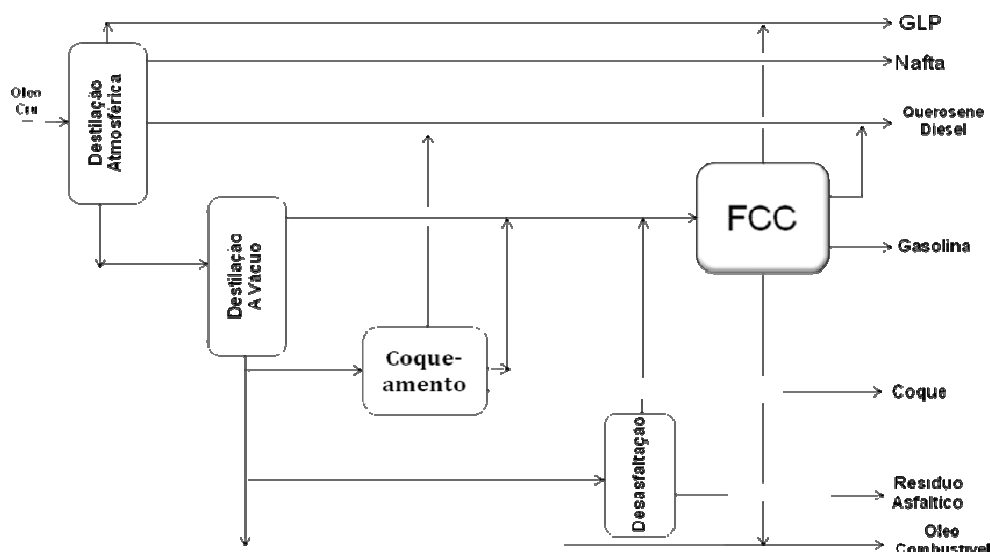 GLP
Nafta
Oleo
Cru
Destilação
Atmosférica
Querosene
Diesel
FCC
Gasolina
Destilação
A Vácuo
Coque-
amento
Coque
Desasfaltação
Residuo
Asfaltico
Oleo
Combustivel